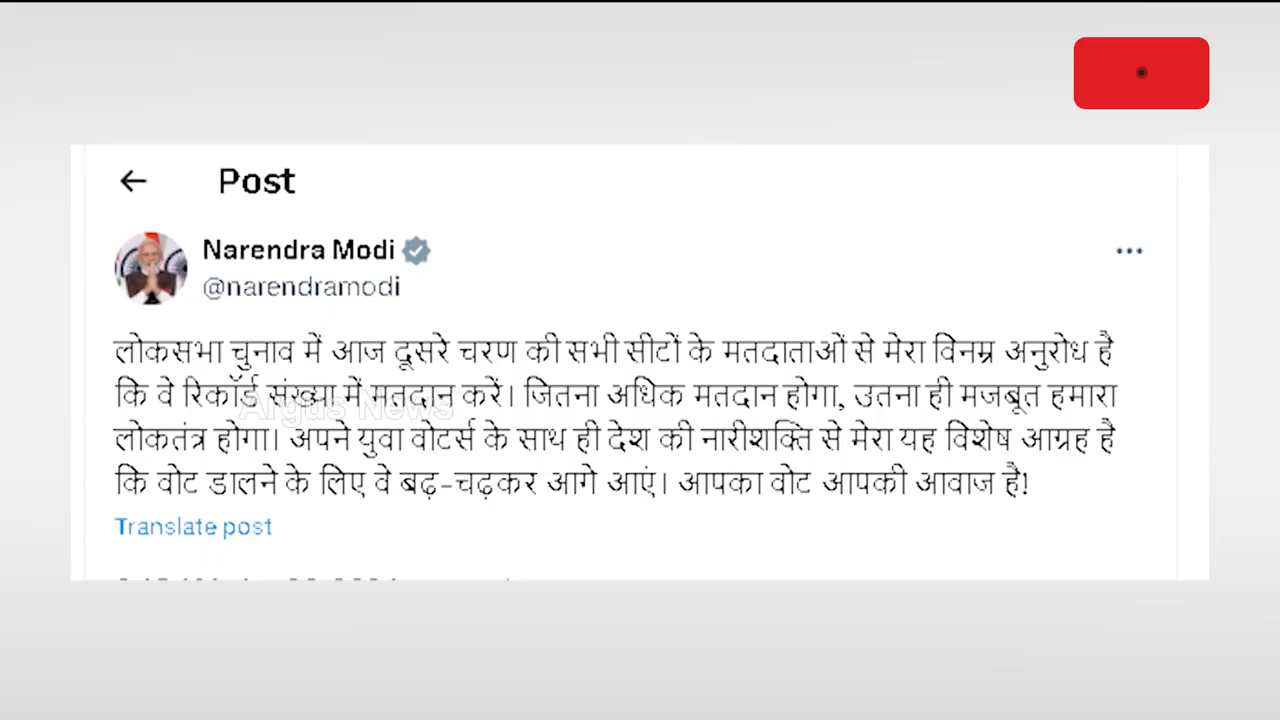 Post
Narendra Modi
@narendramodi
लोकसभा चुनाव में आज दूसरे चरण की सभी सीटों के मतदाताओं से मेरा विनम्र अनुरोध है
कि वे रिकॉर्ड संख्या में मतदान करें। जितना अधिक मतदान होगा, उतना ही मजबूत हमारा
Argus News
लोकतंत्र होगा। अपने युवा वोटर्स के साथ ही देश की नारीशक्ति से मेरा यह विशेष आग्रह है
कि वोट डालने के लिए वे बढ़-चढ़कर आगे आएं। आपका वोट आपकी आवाज है!
Translate post